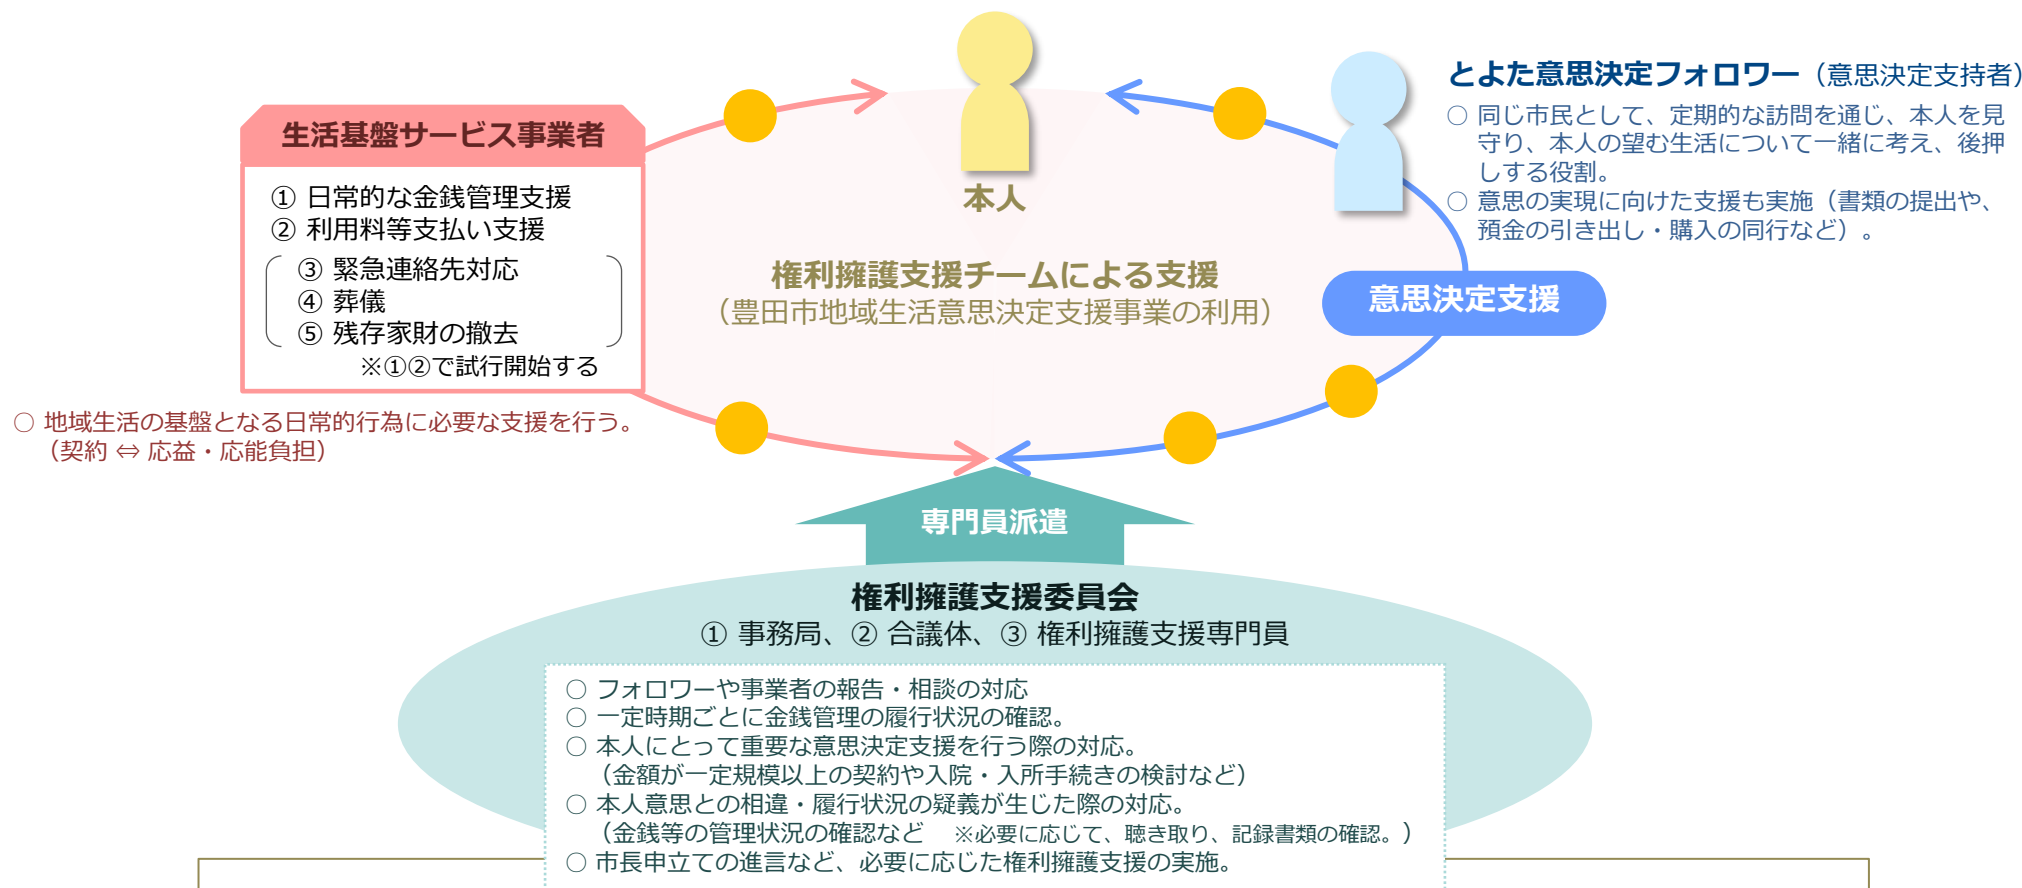 とよた意思決定フォロワー（意思決定支持者）
○ 同じ市民として、定期的な訪問を通じ、本人を見
守り、本人の望む生活について一緒に考え、後押
しする役割。
○ 意思の実現に向けた支援も実施（書類の提出や、
預金の引き出し・購入の同行など）。
生活基盤サービス事業者
① 日常的な金銭管理支援
② 利用料等支払い支援
③ 緊急連絡先対応
④ 葬儀
⑤ 残存家財の撤去
※①②で試行開始する
本人
権利擁護支援チームによる支援
（豊田市地域生活意思決定支援事業の利用）
意思決定支援
○ 地域生活の基盤となる日常的行為に必要な支援を行う。
（契約 ⇔ 応益・応能負担）
専門員派遣
権利擁護支援委員会
① 事務局、② 合議体、③ 権利擁護支援専門員
○ フォロワーや事業者の報告・相談の対応
○ 一定時期ごとに金銭管理の履行状況の確認。
○ 本人にとって重要な意思決定支援を行う際の対応。
（金額が一定規模以上の契約や入院・入所手続きの検討など）
○ 本人意思との相違・履行状況の疑義が生じた際の対応。
（金銭等の管理状況の確認など ※必要に応じて、聴き取り、記録書類の確認。）
○ 市長申立ての進言など、必要に応じた権利擁護支援の実施。